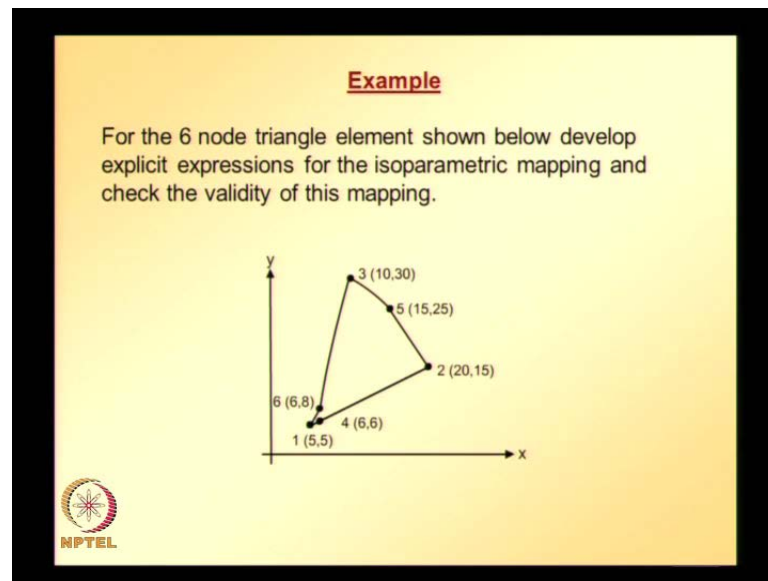 Example
For the 6 node triangle element shown below develop
explicit expressions for the isoparametric mapping and
check the validity of this mapping.
y
3 (10,30)
5 (15,25)
2 (20,15)
6 (6,8)
4 (6,6)
1 (5,5)
x
NPTEL